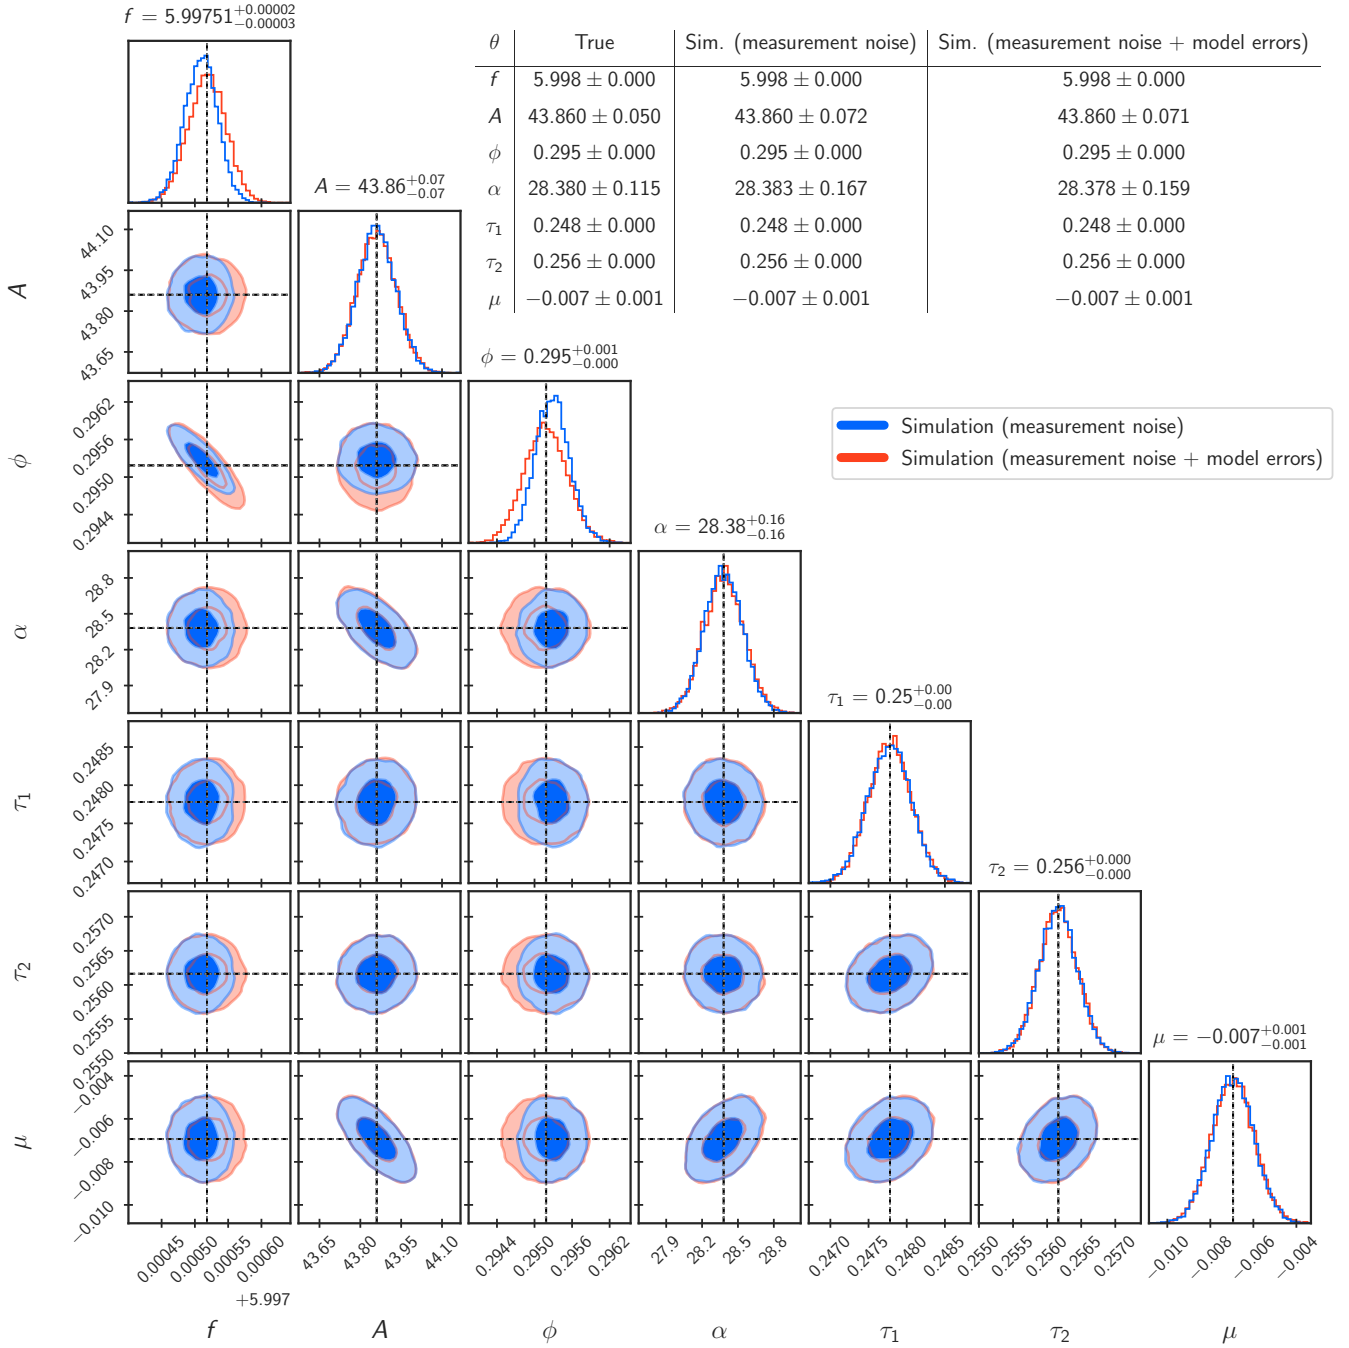 f = 5.99751+0.00002 −0.00003
θ True Sim. (measurement noise) Sim. (measurement noise + model errors)
f 5.998 ± 0.000 5.998 ± 0.000 5.998 ± 0.000
A 43.860 ± 0.050 43.860 ± 0.072 43.860 ± 0.071
ϕ 0.295 ± 0.000 0.295 ± 0.000 0.295 ± 0.000
α 28.380 ± 0.115 28.383 ± 0.167 28.378 ± 0.159
τ1 0.248 ± 0.000 0.248 ± 0.000 0.248 ± 0.000
τ2 0.256 ± 0.000 0.256 ± 0.000 0.256 ± 0.000
μ −0.007 ± 0.001 −0.007 ± 0.001 −0.007 ± 0.001
A = 43.86+0.07 −0.07
A
44.10
43.95
43.80
43.65
ϕ = 0.295+0.001 −0.000
Simulation (measurement noise)
Simulation (measurement noise + model errors)
ϕ
0.2962
0.2956
0.2950
0.2944
α = 28.38+0.16 −0.16
α
28.8
28.5
28.2
27.9
τ1 = 0.25+0.00 −0.00
τ1
0.2485
0.2480
0.2475
0.2470
τ2 = 0.256+0.000 −0.000
τ2
0.2570
0.2565
0.2560
0.2555
0.2550
μ = −0.007+0.001 −0.001
μ
−0.004
−0.006
−0.008
−0.010
0.00045 0.00050 0.00055 0.00060 43.65 43.80 43.95 44.10 0.2944 0.2950 0.2956 0.2962 27.9 28.2 28.5 28.8 0.2470 0.2475 0.2480 0.2485 0.2550 0.2555 0.2560 0.2565 0.2570 −0.010 −0.008 −0.006 −0.004
+5.997
f A ϕ α τ1 τ2 μ